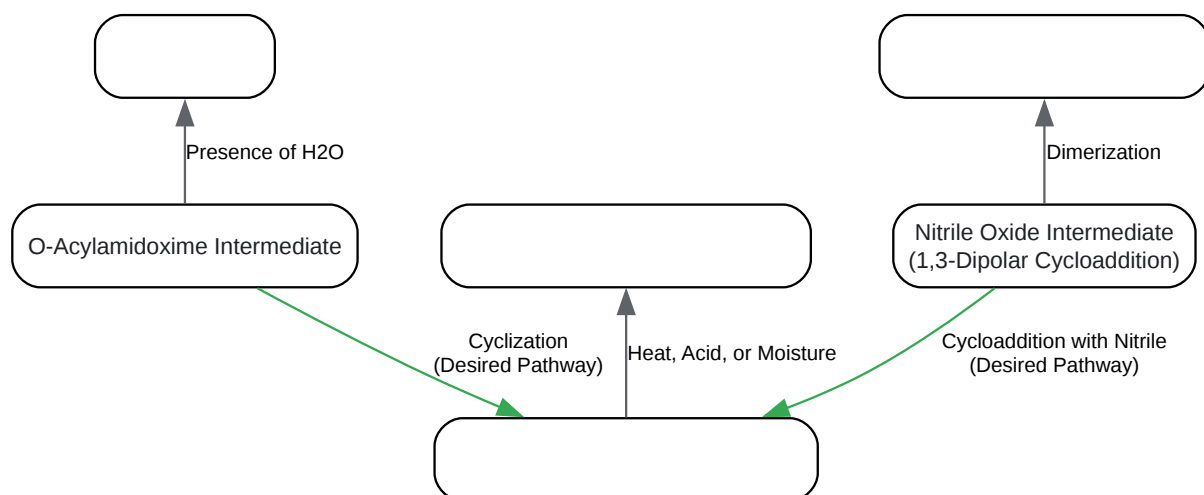 Presence of H2O
Dimerization
O-Acylamidoxime Intermediate
Nitrile Oxide Intermediate
(1,3-Dipolar Cycloaddition)
Cyclization
(Desired Pathway)
Heat, Acid, or Moisture
Cycloaddition with Nitrile
(Desired Pathway)